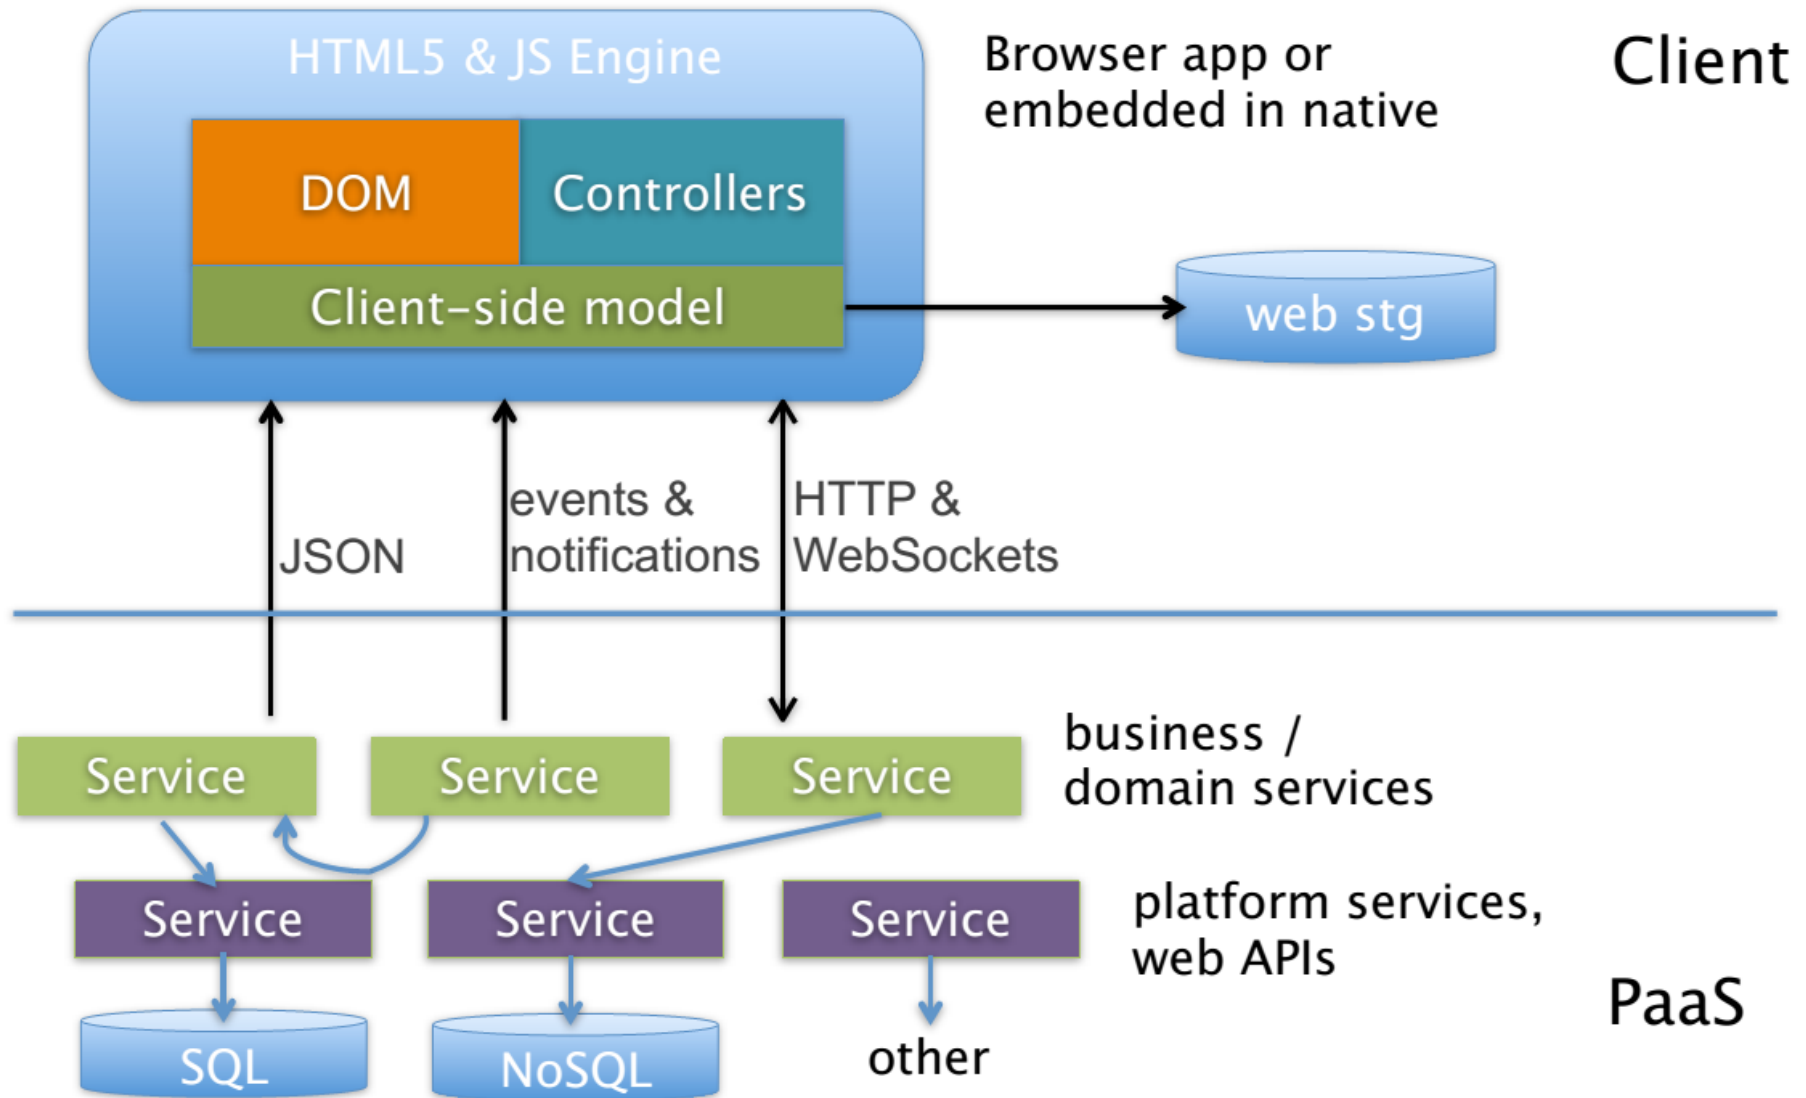 HTML5 & JS Engine
Browser app or
embedded in native
Client
DOM
Controllers
Client-side model
web stg
JSON
events &
notifications
HTTP &
WebSockets
Service
Service
Service
business /
domain services
Service
Service
Service
platform services,
web APIs
PaaS
SQL
NoSQL
other